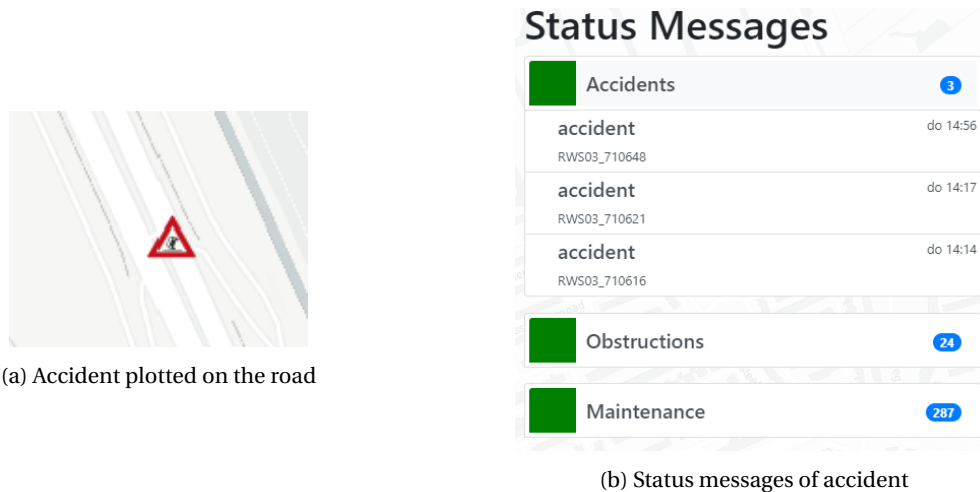 Status Messages
Accidents 3
accident do 14:56
RWS03_710648
accident do 14:17
RWS03_710621
accident do 14:14
RWS03_710616
Obstructions 24
Maintenance 287
(a) Accident plotted on the road
(b) Status messages of accident